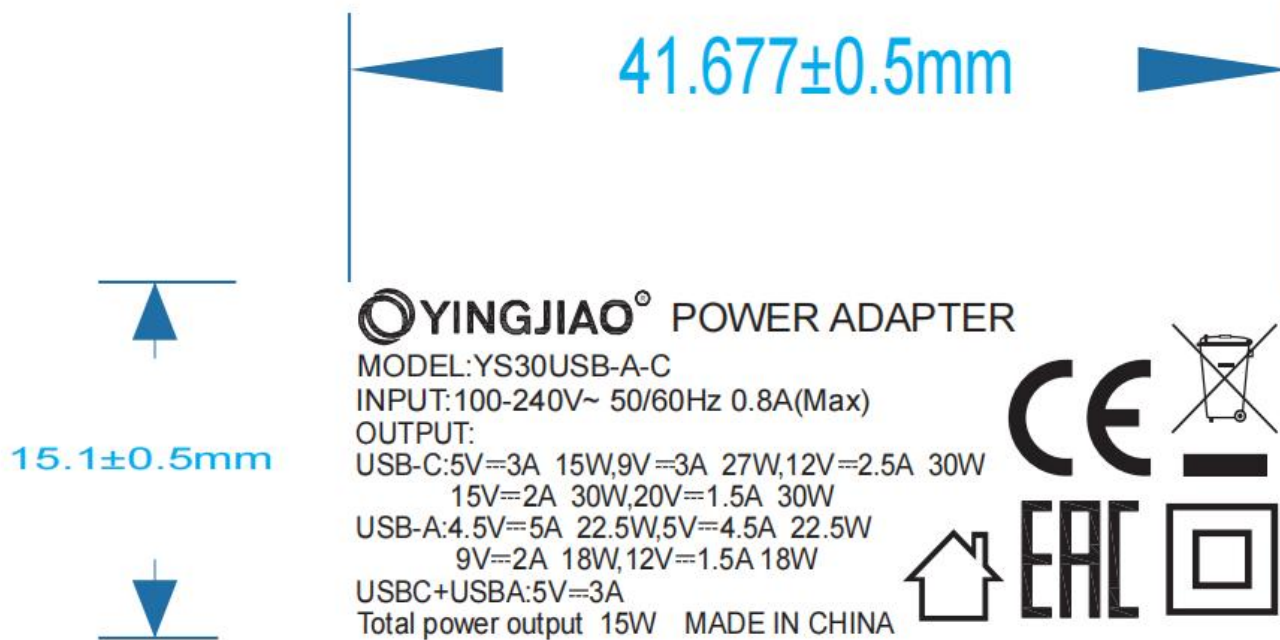 41.677±0.5mm
YINGJIAO® POWER ADAPTER
MODEL:YS30USB-A-C
INPUT:100-240V~ 50/60Hz 0.8A(Max)
OUTPUT:
15.1±0.5mm
USB-C:5V⎓3A 15W,9V⎓3A 27W,12V⎓2.5A 30W
15V⎓2A 30W,20V⎓1.5A 30W
USB-A:4.5V⎓5A 22.5W,5V⎓4.5A 22.5W
9V⎓2A 18W,12V⎓1.5A 18W
USBC+USBA:5V⎓3A
Total power output 15W MADE IN CHINA
CE
EAC